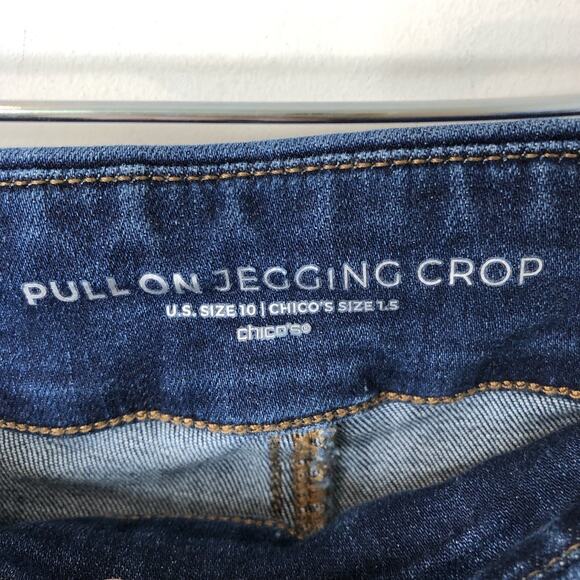 PULL ON JEGGING CROP
U.S. SIZE 10 | CHICO'S SIZE 1.5
chico's®